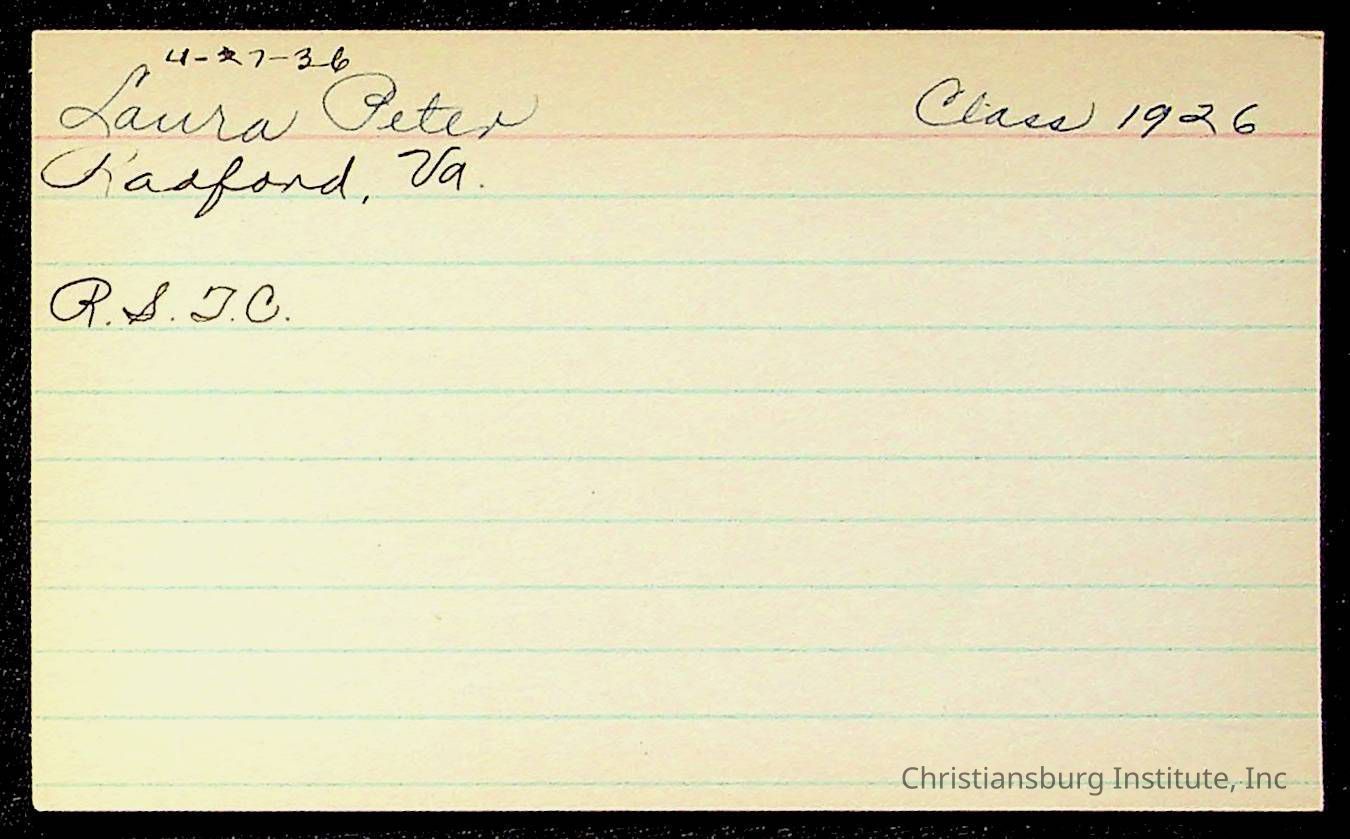 4-27-36
Laura Peter Class 1926
Radford, Va.
R.S.T.C.
Christiansburg Institute, Inc